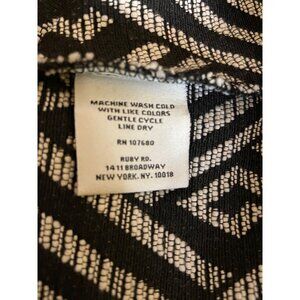 MACHINE WASH COLD
WITH LIKE COLORS
GENTLE CYCLE
LINE DRY
RN 107680
RUBY RD.
1411 BROADWAY
NEW YORK, NY. 10018